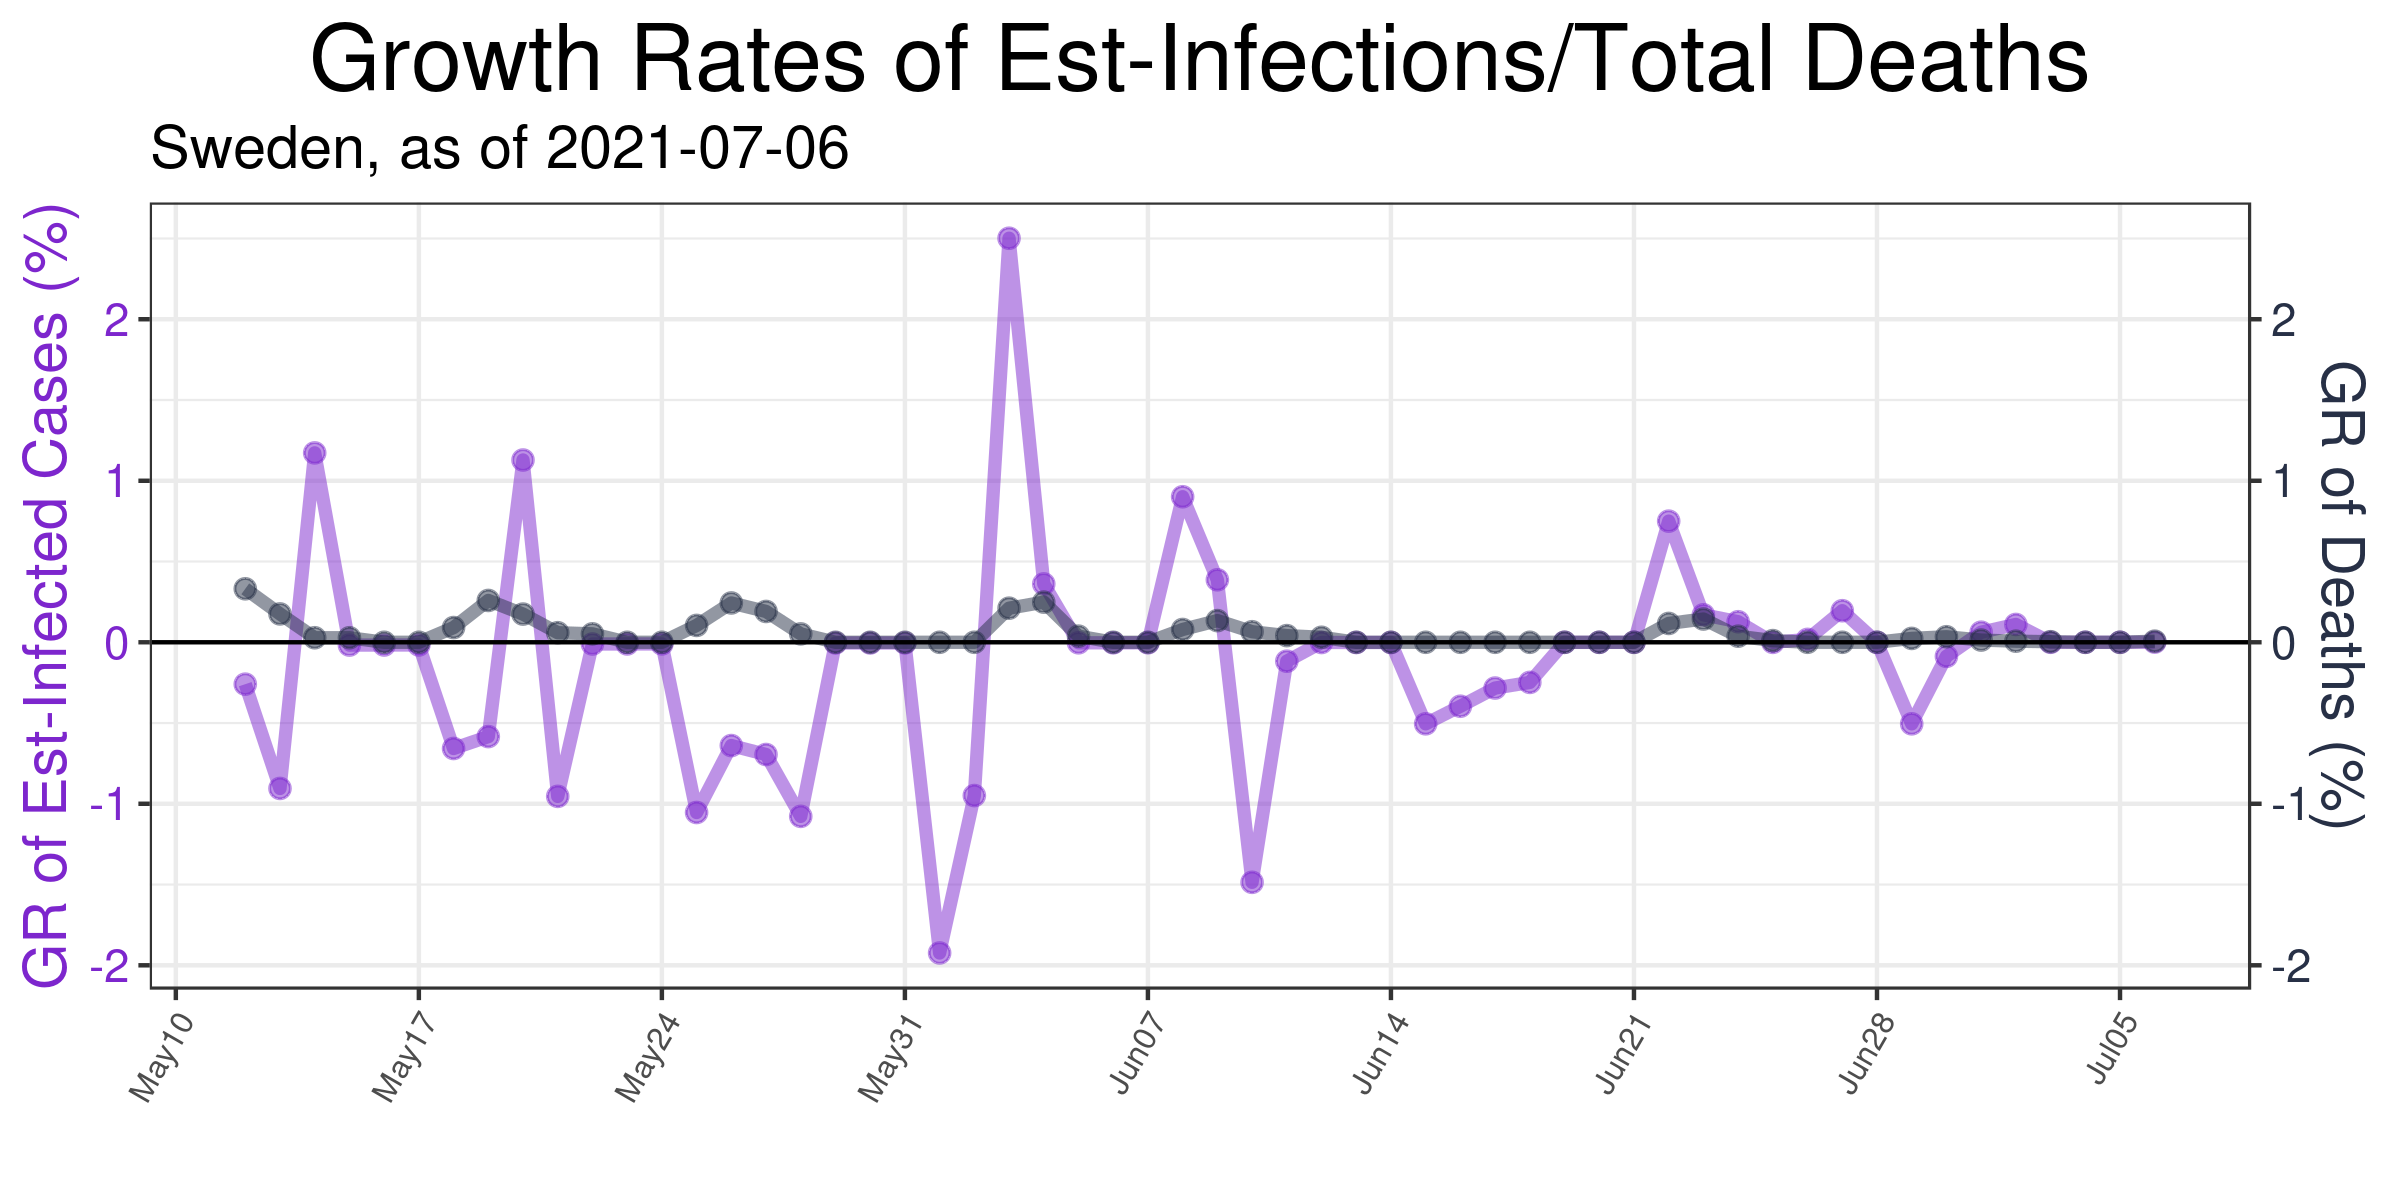 Growth Rates of Est-Infections/Total Deaths
Sweden, as of 2021-07-06
GR of Est-Infected Cases (%)
2
1
0
-1
-2
2
1
0
-1
-2
GR of Deaths (%)
May10
May17
May24
May31
Jun07
Jun14
Jun21
Jun28
Jul05